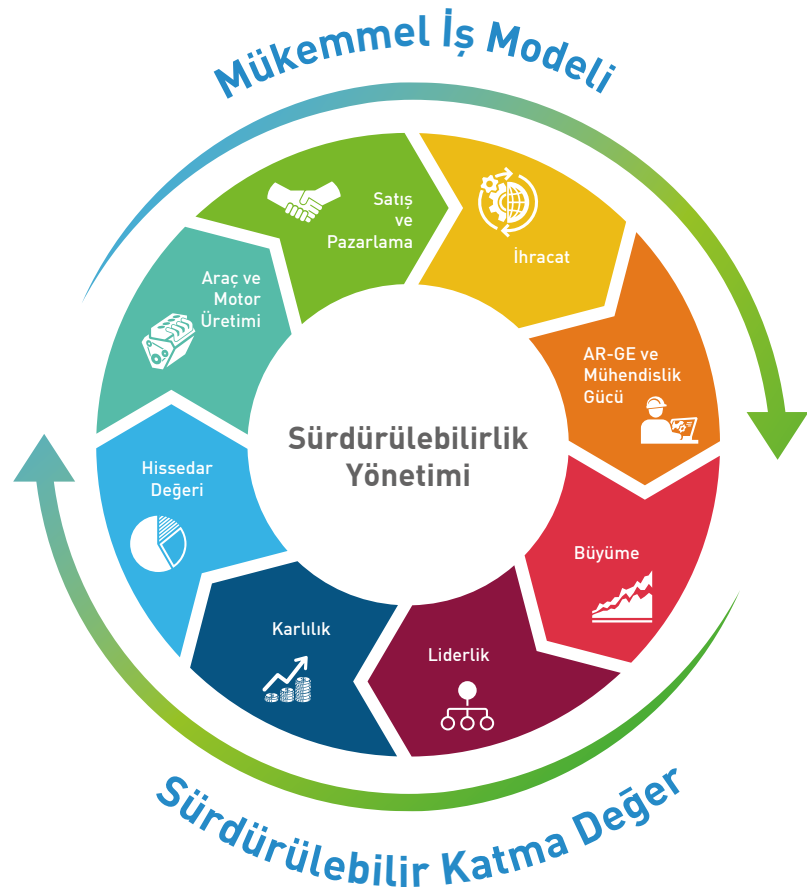 Mükemmel İş Modeli
Satış
ve
Pazarlama
İhracat
Araç ve
Motor
Üretimi
AR-GE ve
Mühendislik
Gücü
Sürdürülebilirlik
Yönetimi
Hissedar
Değeri
Büyüme
Karlılık
Liderlik
Sürdürülebilir Katma Değer